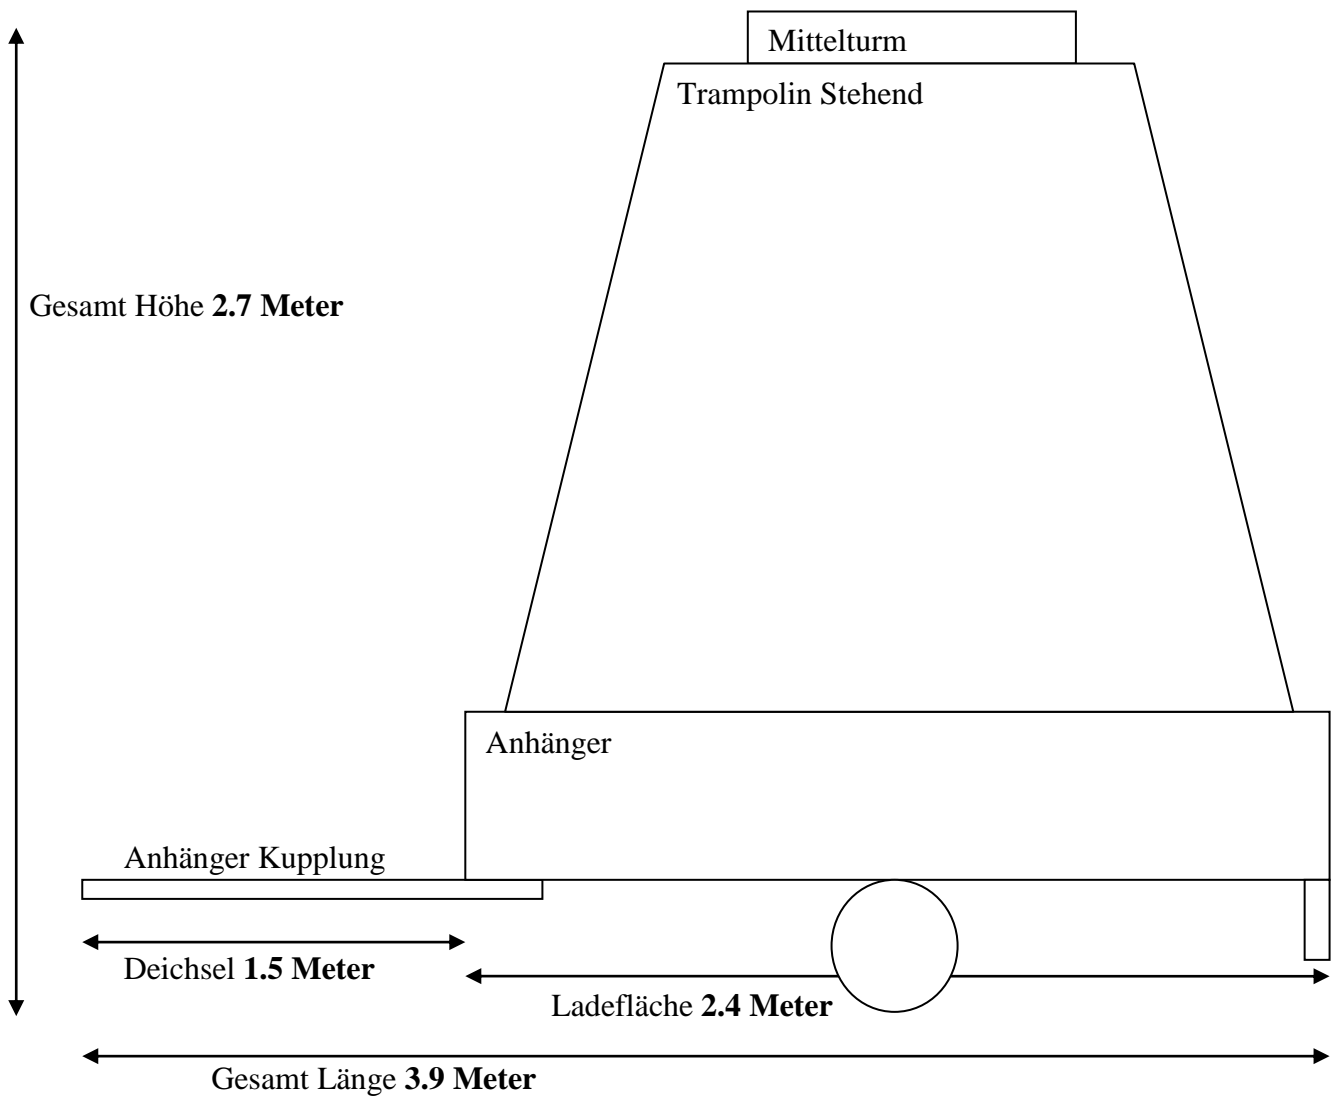 Mittelturm
Trampolin Stehend
Gesamt Höhe 2.7 Meter
Anhänger
Anhänger Kupplung
Deichsel 1.5 Meter
Ladefläche 2.4 Meter
Gesamt Länge 3.9 Meter